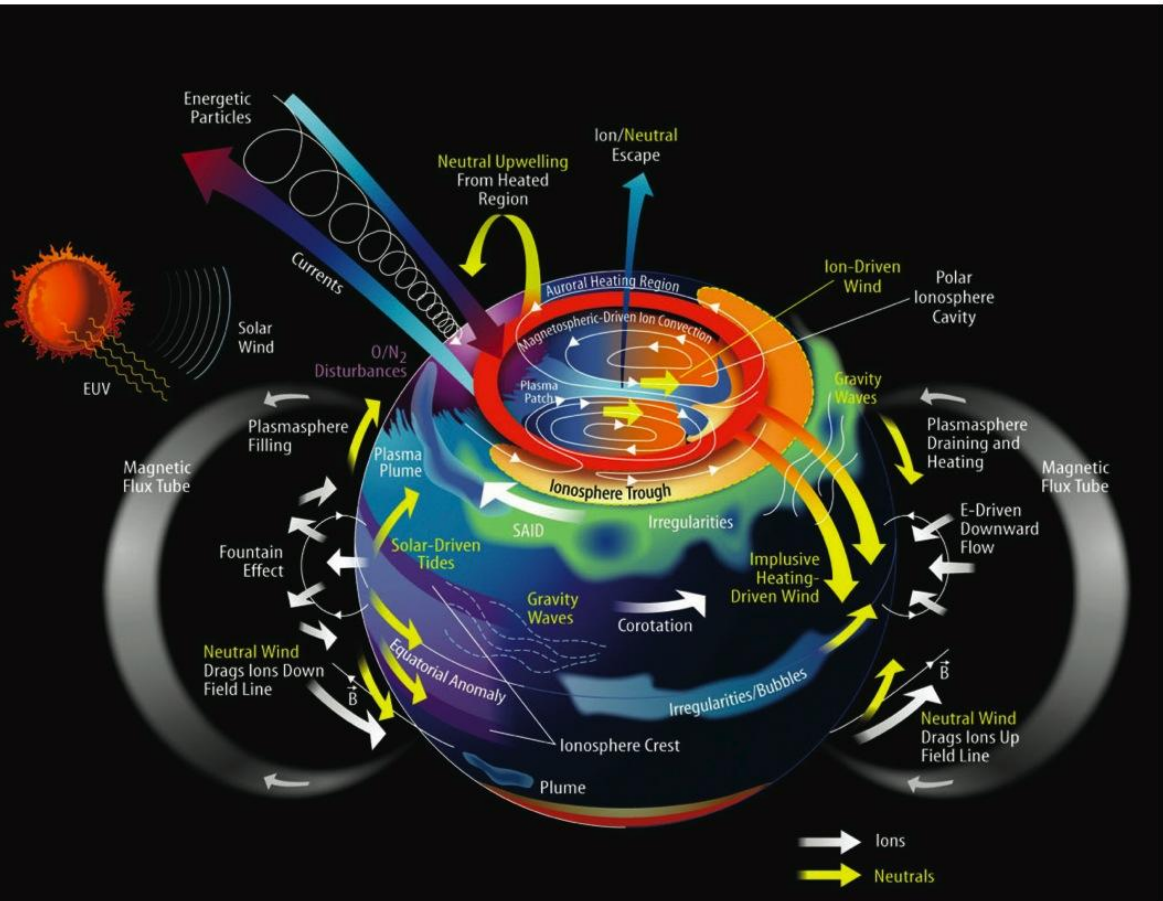 Energetic
Particles
Ion/Neutral
Escape
Neutral Upwelling
From Heated
Region
Currents
Auroral Heating Region
Ion-Driven
Wind
Polar
Ionosphere
Cavity
Magnetospheric-Driven Ion Convection
Solar
Wind
EUV
O/N2
Disturbances
Plasma
Patch
Gravity
Waves
Plasmasphere
Filling
Plasmasphere
Draining and
Heating
Magnetic
Flux Tube
Plasma
Plume
Magnetic
Flux Tube
Ionosphere Trough
SAID
Irregularities
E-Driven
Downward
Flow
Fountain
Effect
Solar-Driven
Tides
Implusive
Heating-
Driven Wind
Gravity
Waves
Corotation
Neutral Wind
Drags Ions Down
Field Line
B
Equatorial Anomaly
Irregularities/Bubbles
B
Neutral Wind
Drags Ions Up
Field Line
Ionosphere Crest
Plume
Ions
Neutrals